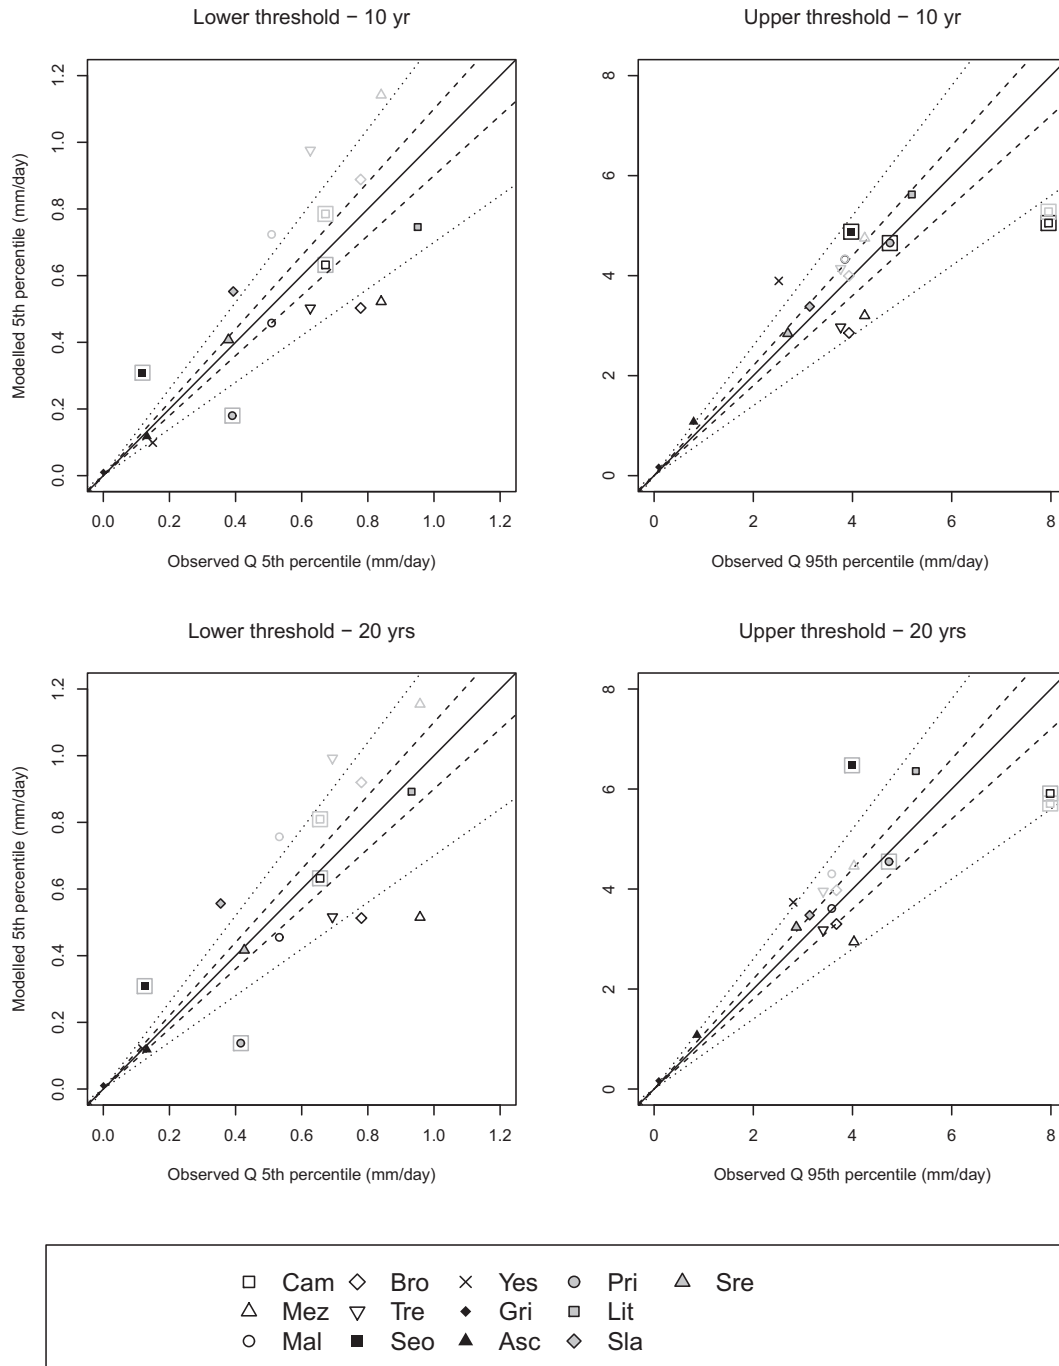 Lower threshold − 10 yr
Upper threshold − 10 yr
Modelled 5th percentile (mm/day)
0.0 0.2 0.4 0.6 0.8 1.0 1.2
0.0 0.2 0.4 0.6 0.8 1.0 1.2
Observed Q 5th percentile (mm/day)
0 2 4 6 8
0 2 4 6 8
Observed Q 95th percentile (mm/day)
Lower threshold − 20 yrs
Upper threshold − 20 yrs
Modelled 5th percentile (mm/day)
0.0 0.2 0.4 0.6 0.8 1.0 1.2
0.0 0.2 0.4 0.6 0.8 1.0 1.2
Observed Q 5th percentile (mm/day)
0 2 4 6 8
0 2 4 6 8
Observed Q 95th percentile (mm/day)
Cam Bro Yes Pri Sre
Mez Tre Gri Lit
Mal Seo Asc Sla